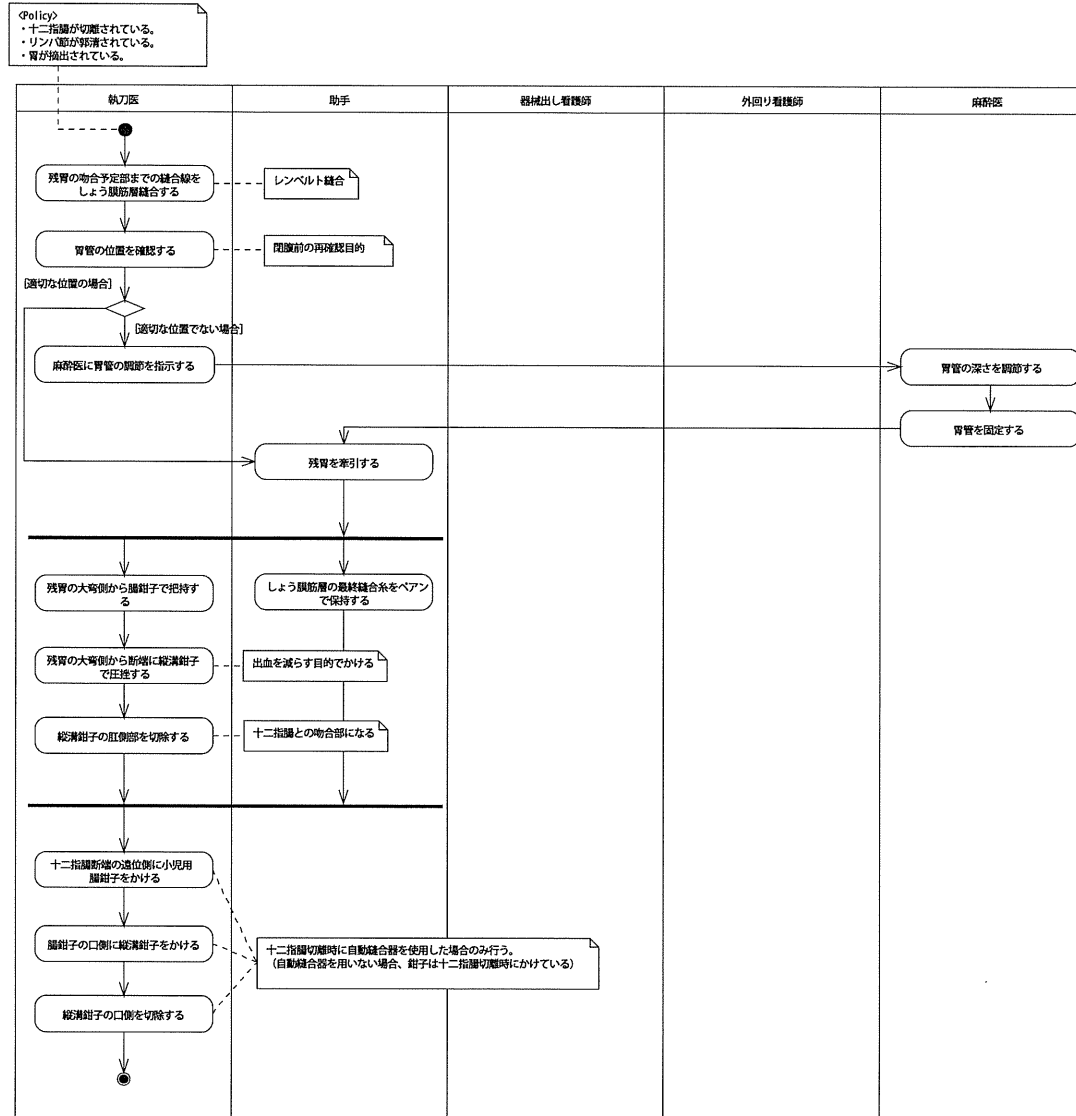 <Policy>
・十二指腸が切離されている。
・リンパ節が郭清されている。
・胃が摘出されている。
執刀医
助手
器械出し看護師
外回り看護師
麻酔医
残胃の吻合予定部までの縫合線を
しょう膜筋層縫合する
レンベルト縫合
胃管の位置を確認する
閉腹前の再確認目的
[適切な位置の場合]
[適切な位置でない場合]
麻酔医に胃管の調節を指示する
胃管の深さを調節する
胃管を固定する
残胃を牽引する
残胃の大弯側から腸鉗子で把持す
る
しょう膜筋層の最終縫合糸をペアン
で保持する
残胃の大弯側から断端に縦溝鉗子
で圧挫する
出血を減らす目的でかける
縦溝鉗子の肛側部を切除する
十二指腸との吻合部になる
十二指腸断端の遠位側に小児用
腸鉗子をかける
腸鉗子の口側に縦溝鉗子をかける
十二指腸切離時に自動縫合器を使用した場合のみ行う。
（自動縫合器を用いない場合、鉗子は十二指腸切離時にかけている）
縦溝鉗子の口側を切除する